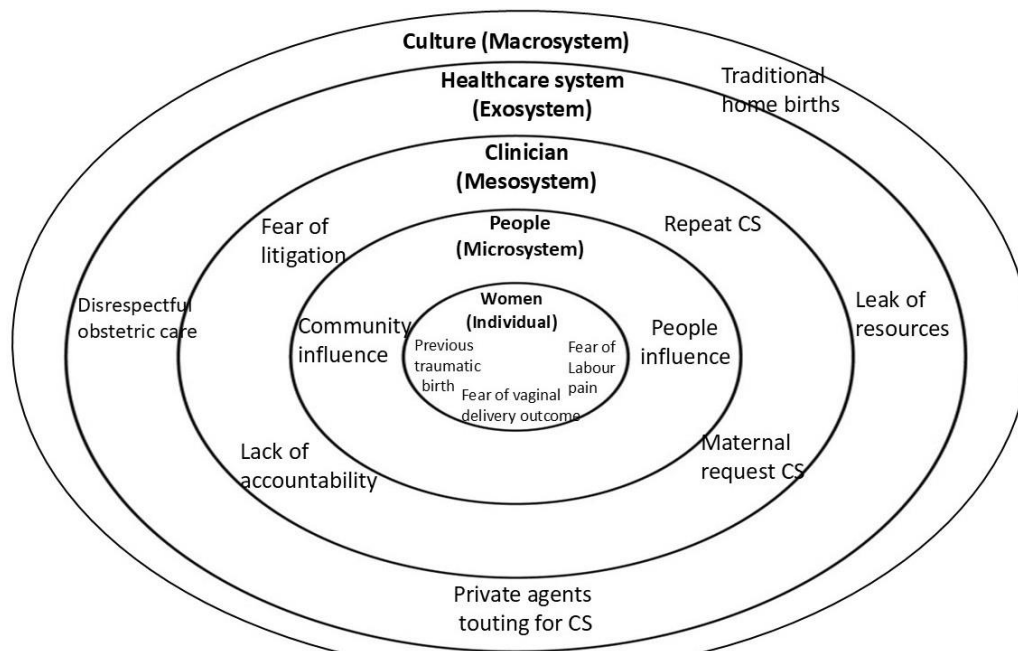 Culture (Macrosystem)
Traditional
home births
Healthcare system
(Exosystem)
Clinician
(Mesosystem)
Fear of
litigation
People
(Microsystem)
Repeat CS
Disrespectful
obstetric care
Community
influence
Women
(Individual)
Previous
traumatic
birth
Fear of
Labour
pain
Fear of vaginal
delivery outcome
People
influence
Leak of
resources
Lack of
accountability
Maternal
request CS
Private agents
touting for CS